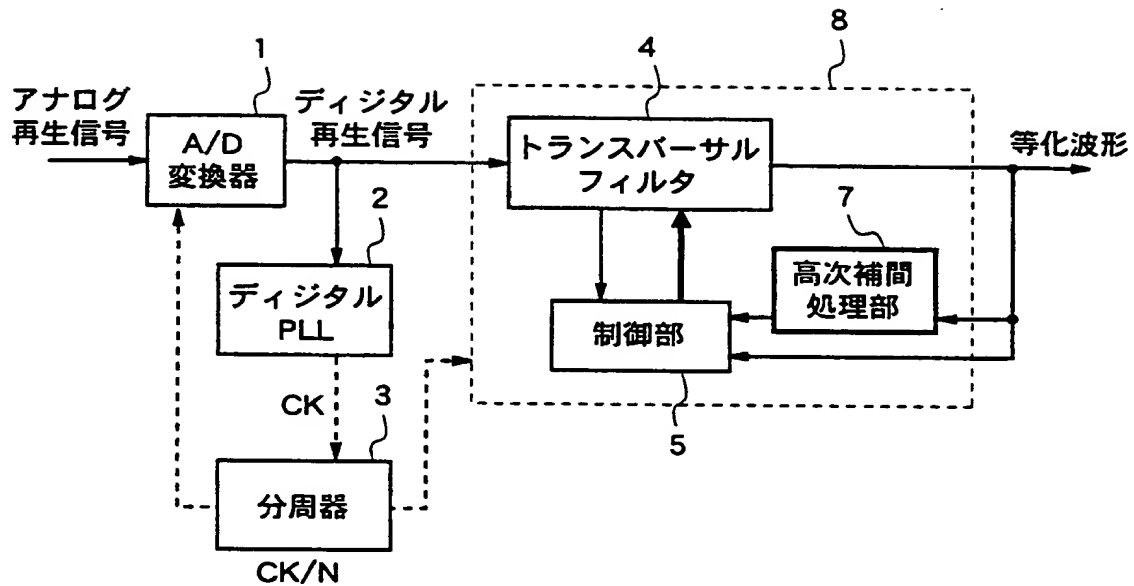 1
4
8
アナログ
再生信号
A/D
変換器
ディジタル
再生信号
トランスバーサル
フィルタ
等化波形
2
7
ディジタル
PLL
高次補間
処理部
制御部
CK
3
5
分周器
CK/N